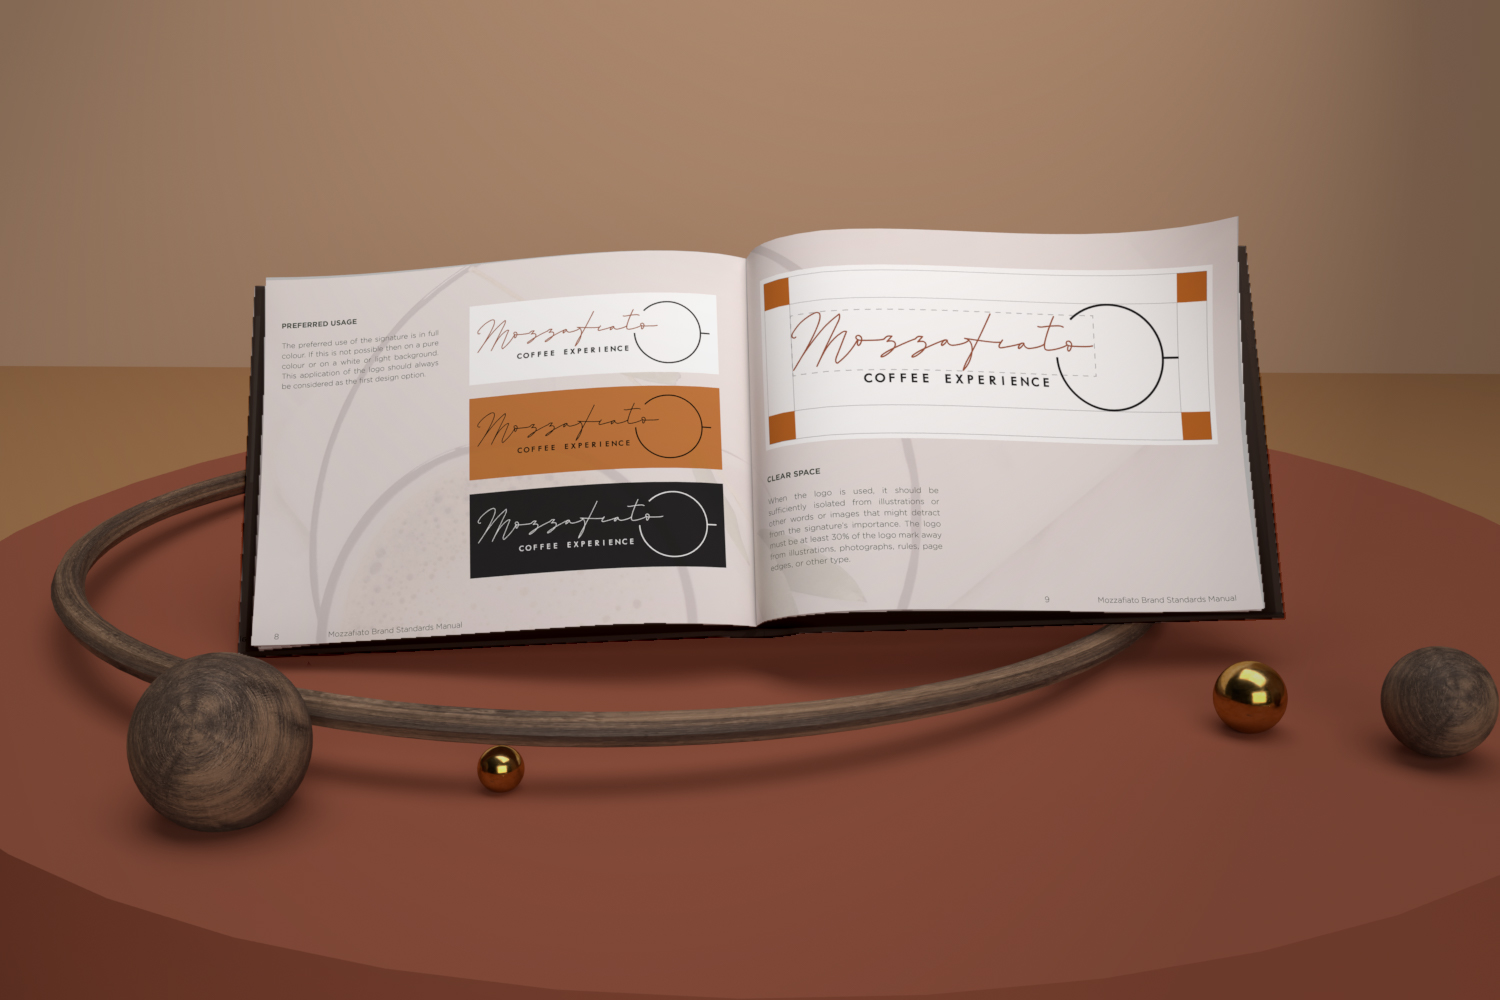 PREFERRED USAGE
The preferred use of the signature is in full
colour. If this is not possible then on a pure
colour or on a white or light background.
This application of the logo should always
be considered as the first design option.
Mozzafiato
COFFEE EXPERIENCE
Mozzafiato
COFFEE EXPERIENCE
Mozzafiato
COFFEE EXPERIENCE
8
Mozzafiato Brand Standards Manual
Mozzafiato
COFFEE EXPERIENCE
CLEAR SPACE
When the logo is used, it should be
sufficiently isolated from illustrations or
other words or images that might detract
from the signature's importance. The logo
must be at least 30% of the logo mark away
from illustrations, photographs, rules, page
edges, or other type.
9
Mozzafiato Brand Standards Manual